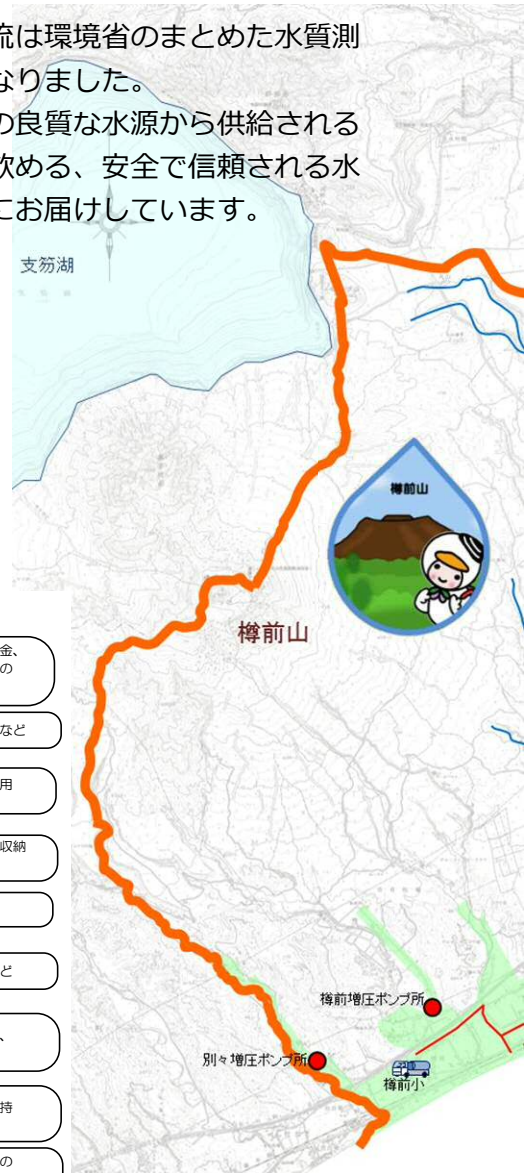 流は環境省のまとめた水質測
なりました。
の良質な水源から供給される
飲める、安全で信頼される水
にお届けしています。
支笏湖
樽前山
樽前山
金、
の
など
用
収納
ど
、
持
の
樽前増圧ポンプ所
別々増圧ポンプ所
樽前小